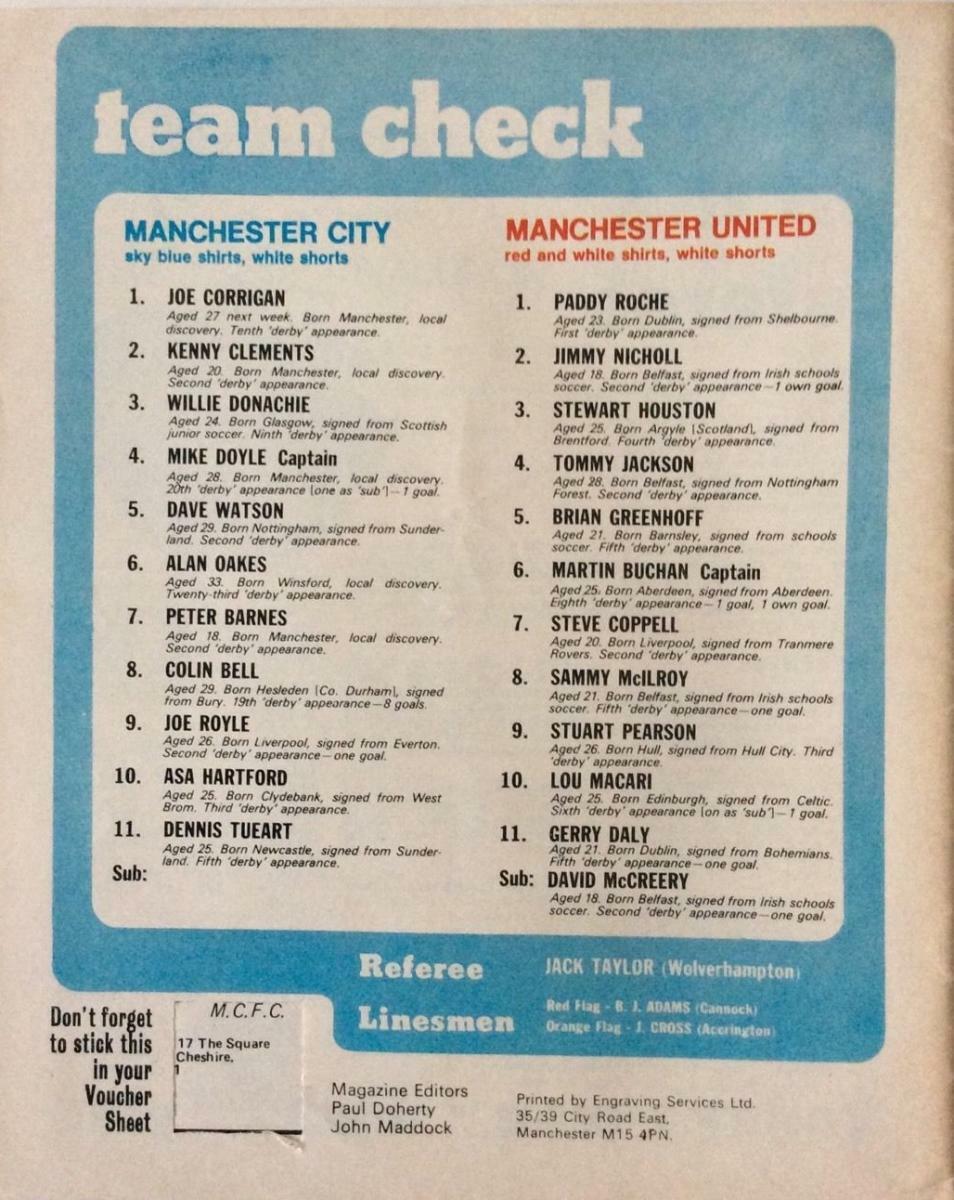 team check
MANCHESTER CITY
sky blue shirts, white shorts
1. JOE CORRIGAN
Aged 27 next week. Born Manchester, local
discovery. Tenth 'derby' appearance.
2. KENNY CLEMENTS
Aged 20. Born Manchester, local discovery.
Second 'derby' appearance.
3. WILLIE DONACHIE
Aged 24. Born Glasgow, signed from Scottish
junior soccer. Ninth 'derby' appearance.
4. MIKE DOYLE Captain
Aged 28. Born Manchester, local discovery.
20th 'derby' appearance (one as 'sub')—1 goal.
5. DAVE WATSON
Aged 29. Born Nottingham, signed from Sunder-
land. Second 'derby' appearance.
6. ALAN OAKES
Aged 33. Born Winsford, local discovery.
Twenty-third 'derby' appearance.
7. PETER BARNES
Aged 18. Born Manchester, local discovery.
Second 'derby' appearance.
8. COLIN BELL
Aged 29. Born Hesleden (Co. Durham), signed
from Bury. 19th 'derby' appearance—8 goals.
9. JOE ROYLE
Aged 26. Born Liverpool, signed from Everton.
Second 'derby' appearance—one goal.
10. ASA HARTFORD
Aged 25. Born Clydebank, signed from West
Brom. Third 'derby' appearance.
11. DENNIS TUEART
Aged 25. Born Newcastle, signed from Sunder-
land. Fifth 'derby' appearance.
Sub:
MANCHESTER UNITED
red and white shirts, white shorts
1. PADDY ROCHE
Aged 23. Born Dublin, signed from Shelbourne.
First 'derby' appearance.
2. JIMMY NICHOLL
Aged 18. Born Belfast, signed from Irish schools
soccer. Second 'derby' appearance—1 own goal.
3. STEWART HOUSTON
Aged 25. Born Argyle (Scotland), signed from
Brentford. Fourth 'derby' appearance.
4. TOMMY JACKSON
Aged 28. Born Belfast, signed from Nottingham
Forest. Second 'derby' appearance.
5. BRIAN GREENHOFF
Aged 21. Born Barnsley, signed from schools
soccer. Fifth 'derby' appearance.
6. MARTIN BUCHAN Captain
Aged 25. Born Aberdeen, signed from Aberdeen.
Eighth 'derby' appearance—1 goal, 1 own goal.
7. STEVE COPPELL
Aged 20. Born Liverpool, signed from Tranmere
Rovers. Second 'derby' appearance.
8. SAMMY McILROY
Aged 21. Born Belfast, signed from Irish schools
soccer. Fifth 'derby' appearance—one goal.
9. STUART PEARSON
Aged 26. Born Hull, signed from Hull City. Third
'derby' appearance.
10. LOU MACARI
Aged 25. Born Edinburgh, signed from Celtic.
Sixth 'derby' appearance (on as 'sub')—1 goal.
11. GERRY DALY
Aged 21. Born Dublin, signed from Bohemians.
Fifth 'derby' appearance—one goal.
Sub: DAVID McCREERY
Aged 18. Born Belfast, signed from Irish schools
soccer. Second 'derby' appearance—one goal.
Referee JACK TAYLOR (Wolverhampton)
Linesmen Red Flag - B. J. ADAMS (Cannock)
Orange Flag - J. CROSS (Accrington)
Don't forget
to stick this
in your
Voucher
Sheet
M.C.F.C.
17 The Square
Cheshire,
1
Magazine Editors
Paul Doherty
John Maddock
Printed by Engraving Services Ltd.
35/39 City Road East,
Manchester M15 4PN.